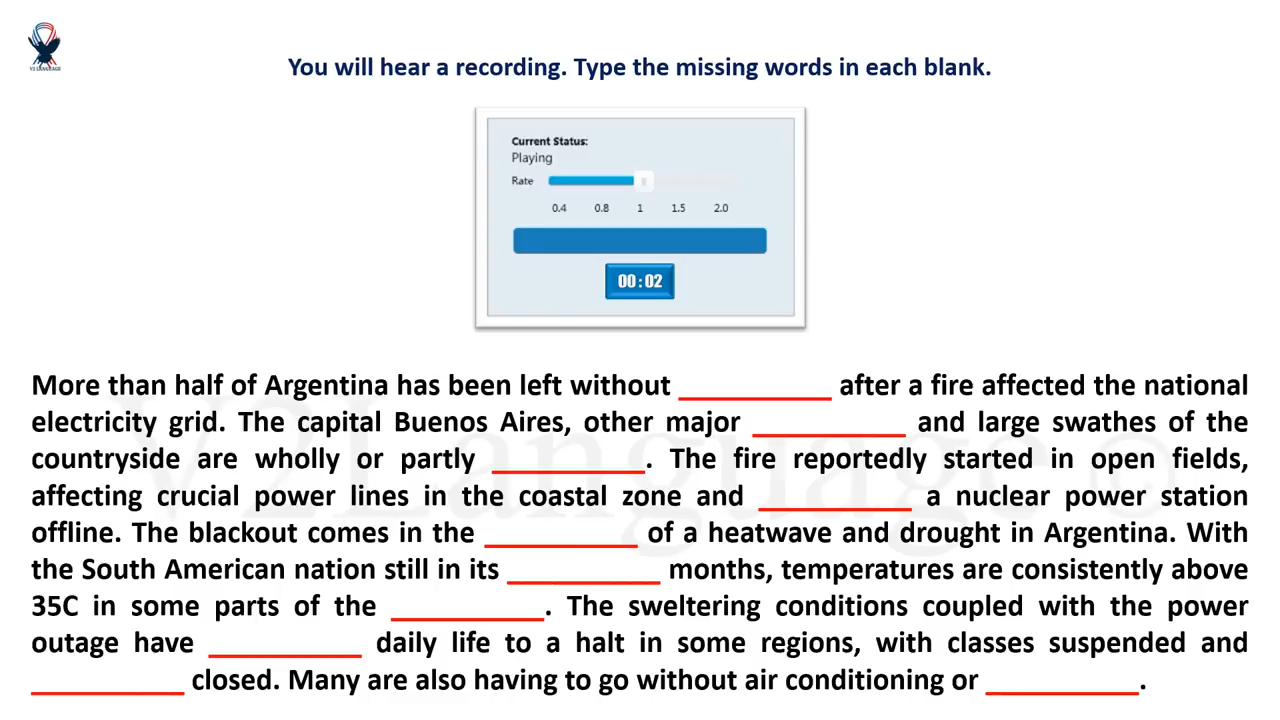 V2 LANGUAGE
You will hear a recording. Type the missing words in each blank.
Current Status:
Playing
Rate
0.4 0.8 1 1.5 2.0
00:02
More than half of Argentina has been left without __________ after a fire affected the national
electricity grid. The capital Buenos Aires, other major __________ and large swathes of the
countryside are wholly or partly __________. The fire reportedly started in open fields,
affecting crucial power lines in the coastal zone and __________ a nuclear power station
offline. The blackout comes in the __________ of a heatwave and drought in Argentina. With
the South American nation still in its __________ months, temperatures are consistently above
35C in some parts of the __________. The sweltering conditions coupled with the power
outage have __________ daily life to a halt in some regions, with classes suspended and
__________ closed. Many are also having to go without air conditioning or __________.
V2Language ©